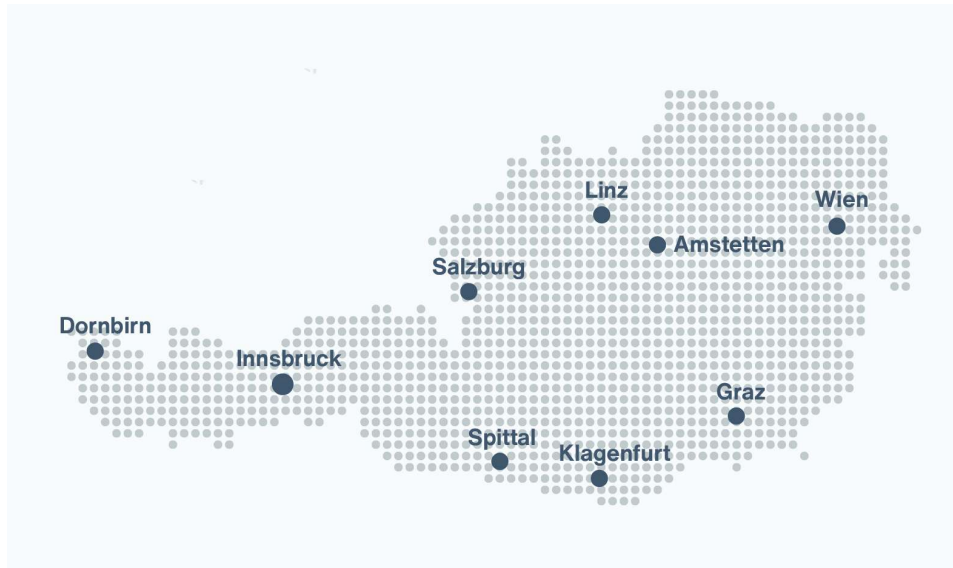 Linz
Wien
Amstetten
Salzburg
Dornbirn
Innsbruck
Graz
Spittal
Klagenfurt